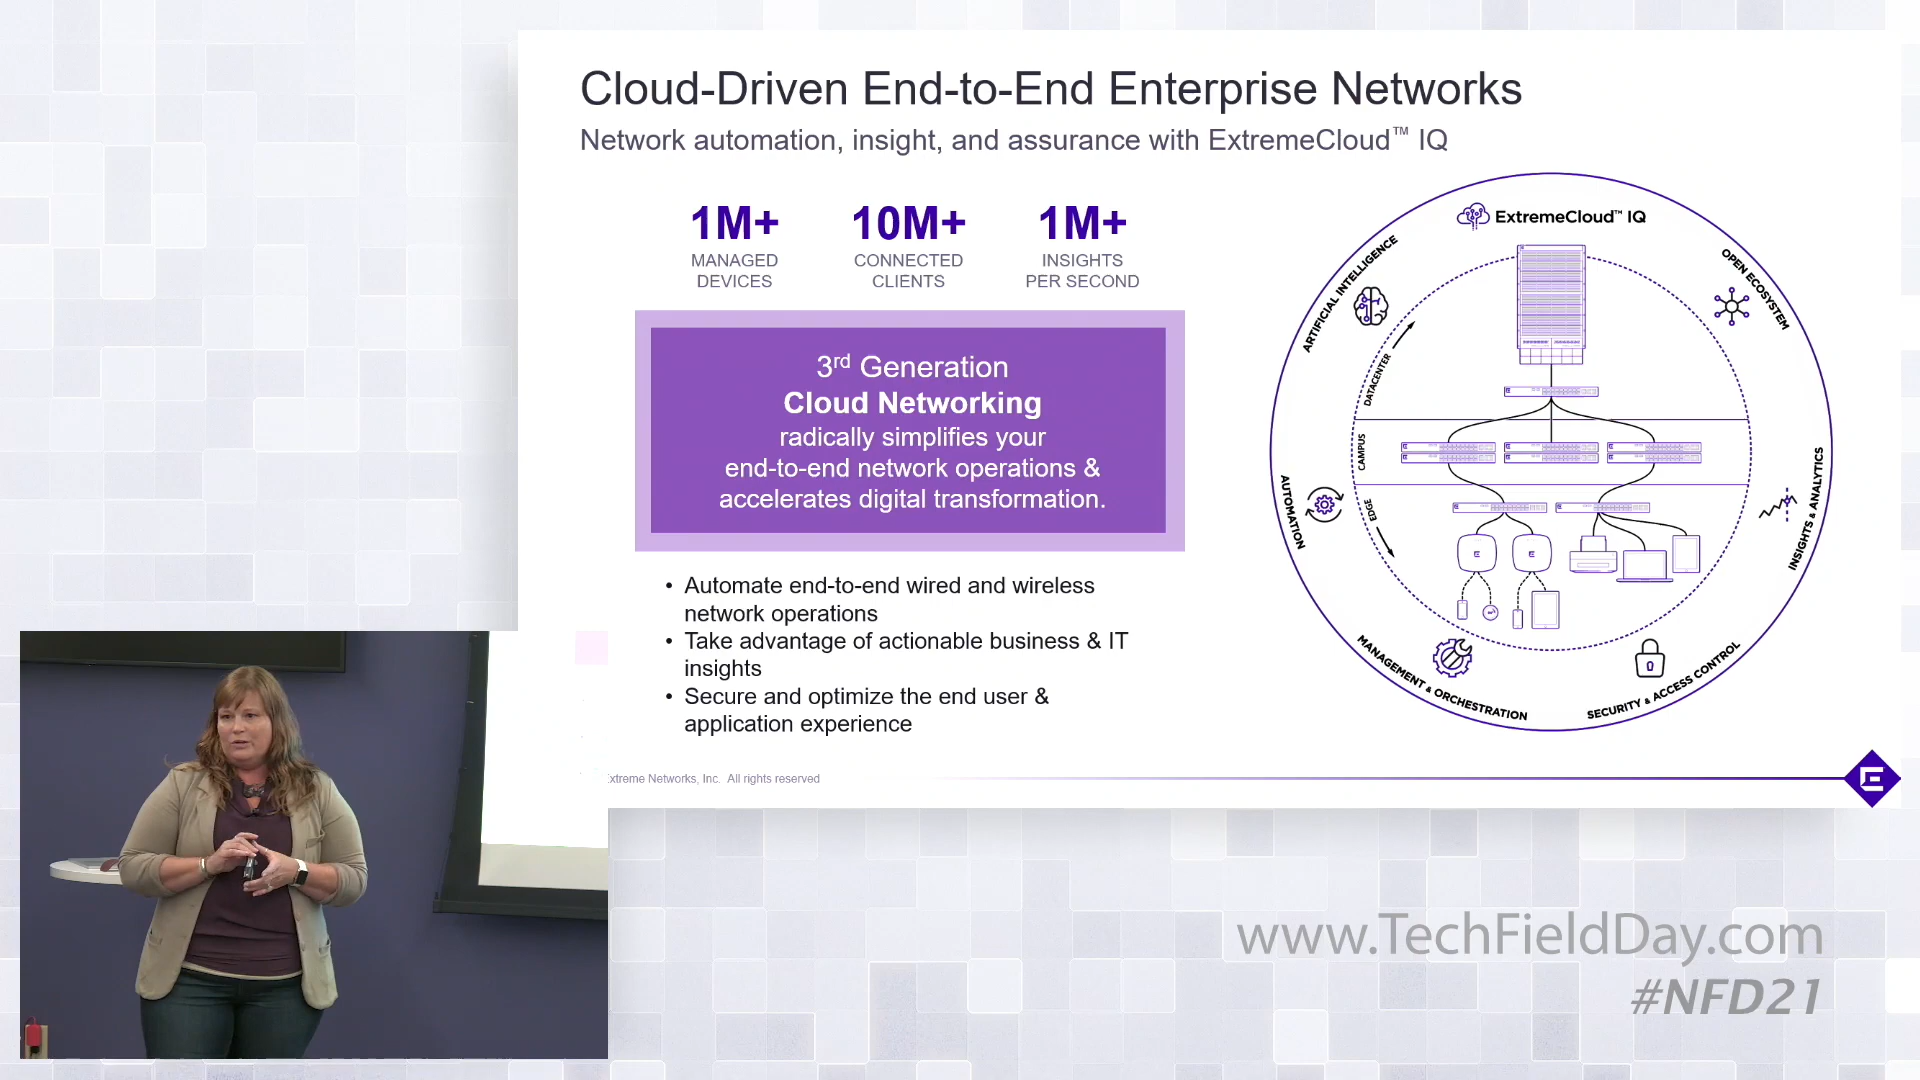 Cloud-Driven End-to-End Enterprise Networks
Network automation, insight, and assurance with ExtremeCloud™ IQ
1M+
MANAGED
DEVICES
10M+
CONNECTED
CLIENTS
1M+
INSIGHTS
PER SECOND
3rd Generation
Cloud Networking
radically simplifies your
end-to-end network operations &
accelerates digital transformation.
• Automate end-to-end wired and wireless
network operations
• Take advantage of actionable business & IT
insights
• Secure and optimize the end user &
application experience
ExtremeCloud™ IQ
ARTIFICIAL INTELLIGENCE
OPEN ECOSYSTEM
DATACENTER
CAMPUS
EDGE
AUTOMATION
INSIGHTS & ANALYTICS
MANAGEMENT & ORCHESTRATION
SECURITY & ACCESS CONTROL
xtreme Networks, Inc. All rights reserved
www.TechFieldDay.com
#NFD21